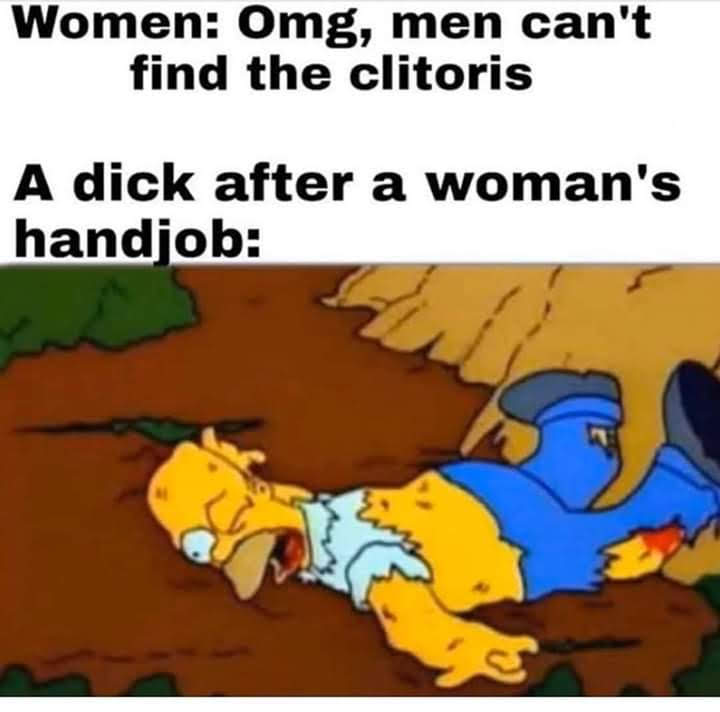 Women: Omg, men can't
find the clitoris
A dick after a woman's
handjob: